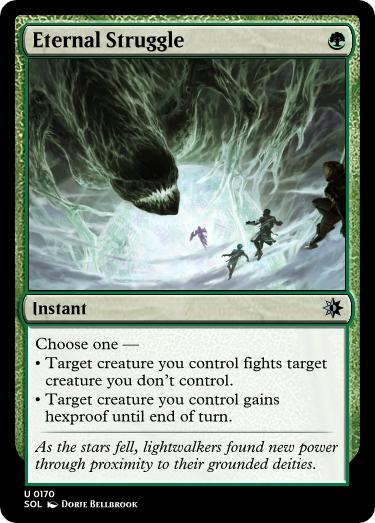 Eternal Struggle
Instant
Choose one —
• Target creature you control fights target
creature you don't control.
• Target creature you control gains
hexproof until end of turn.
As the stars fell, lightwalkers found new power
through proximity to their grounded deities.
U 0170
SOL Dorje Bellbrook